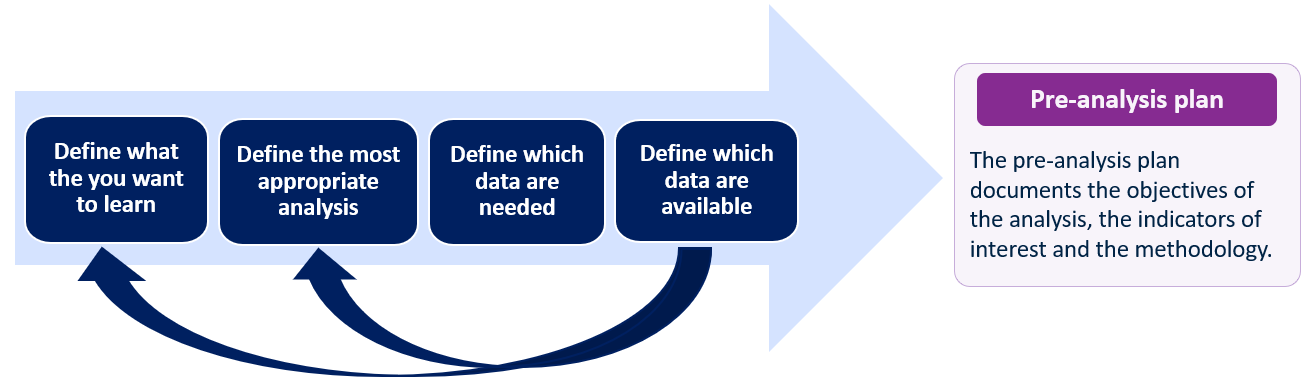 Define what
the you want
to learn
Define the most
appropriate
analysis
Define which
data are
needed
Define which
data are
available
Pre-analysis plan
The pre-analysis plan
documents the objectives of
the analysis, the indicators of
interest and the methodology.